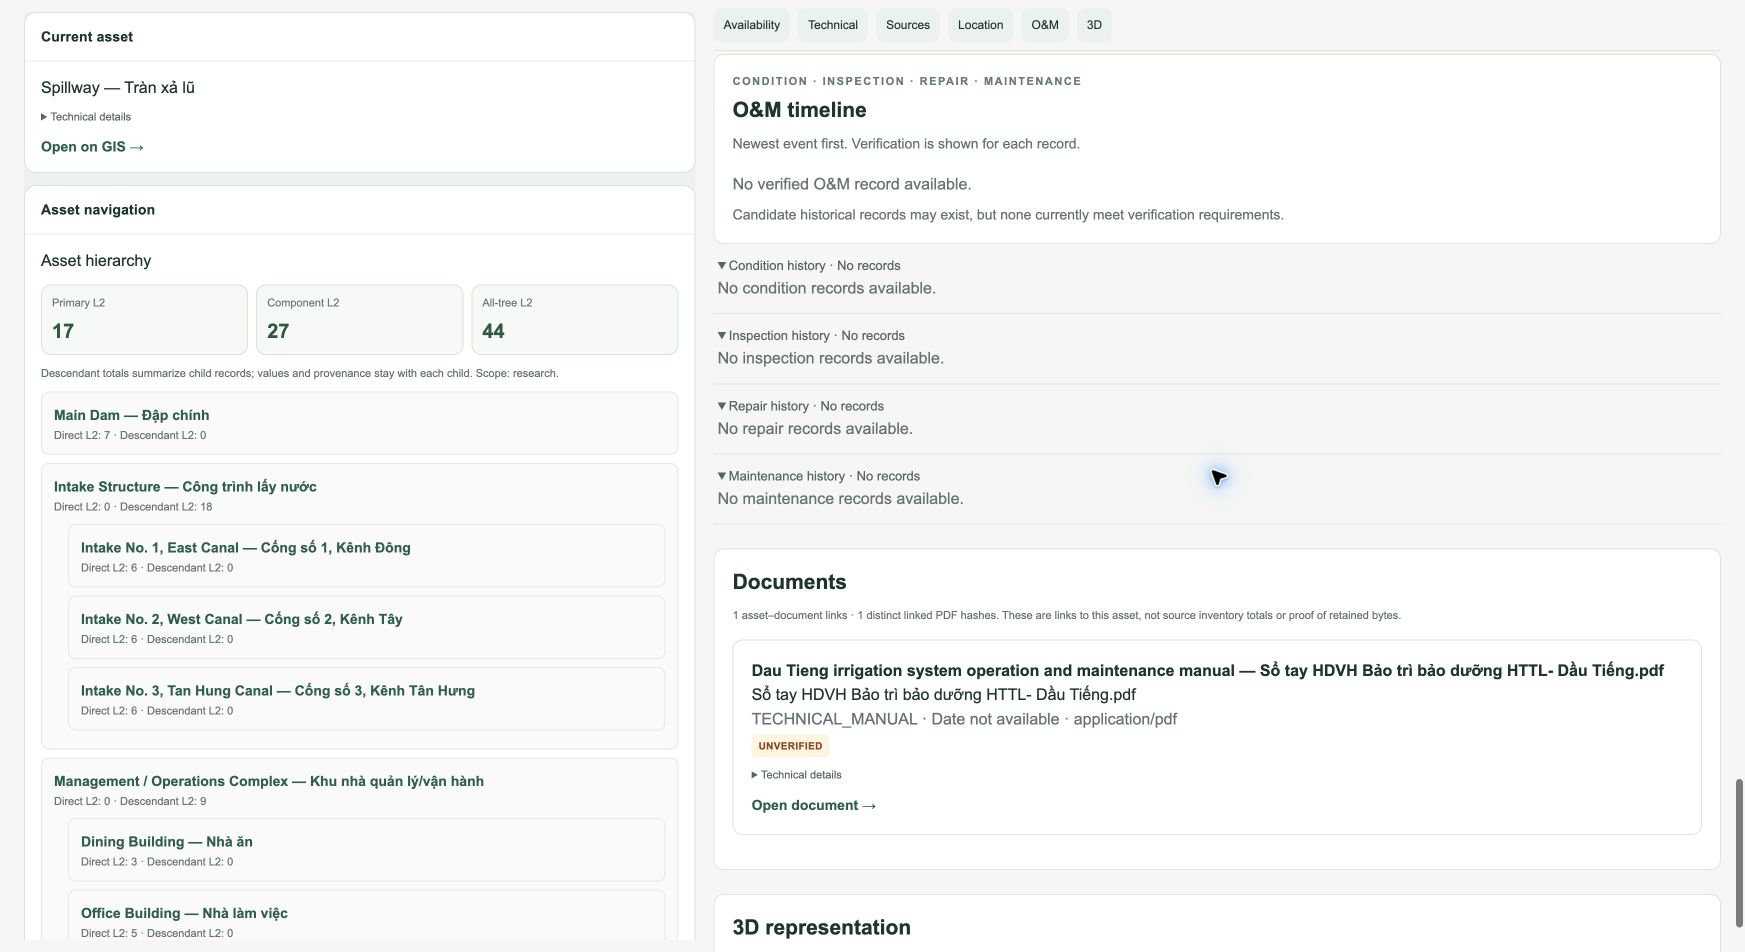 Current asset
Spillway — Tràn xả lũ
Technical details
Open on GIS →
Asset navigation
Asset hierarchy
Primary L2
17
Component L2
27
All-tree L2
44
Descendant totals summarize child records; values and provenance stay with each child. Scope: research.
Main Dam — Đập chính
Direct L2: 7 · Descendant L2: 0
Intake Structure — Công trình lấy nước
Direct L2: 0 · Descendant L2: 18
Intake No. 1, East Canal — Cống số 1, Kênh Đông
Direct L2: 6 · Descendant L2: 0
Intake No. 2, West Canal — Cống số 2, Kênh Tây
Direct L2: 6 · Descendant L2: 0
Intake No. 3, Tan Hung Canal — Cống số 3, Kênh Tân Hưng
Direct L2: 6 · Descendant L2: 0
Management / Operations Complex — Khu nhà quản lý/vận hành
Direct L2: 0 · Descendant L2: 9
Dining Building — Nhà ăn
Direct L2: 3 · Descendant L2: 0
Office Building — Nhà làm việc
Direct L2: 5 · Descendant L2: 0
Availability
Technical
Sources
Location
O&M
3D
CONDITION · INSPECTION · REPAIR · MAINTENANCE
O&M timeline
Newest event first. Verification is shown for each record.
No verified O&M record available.
Candidate historical records may exist, but none currently meet verification requirements.
Condition history · No records
No condition records available.
Inspection history · No records
No inspection records available.
Repair history · No records
No repair records available.
Maintenance history · No records
No maintenance records available.
Documents
1 asset–document links · 1 distinct linked PDF hashes. These are links to this asset, not source inventory totals or proof of retained bytes.
Dau Tieng irrigation system operation and maintenance manual — Sổ tay HDVH Bảo trì bảo dưỡng HTTL- Dầu Tiếng.pdf
Sổ tay HDVH Bảo trì bảo dưỡng HTTL- Dầu Tiếng.pdf
TECHNICAL_MANUAL · Date not available · application/pdf
UNVERIFIED
Technical details
Open document →
3D representation